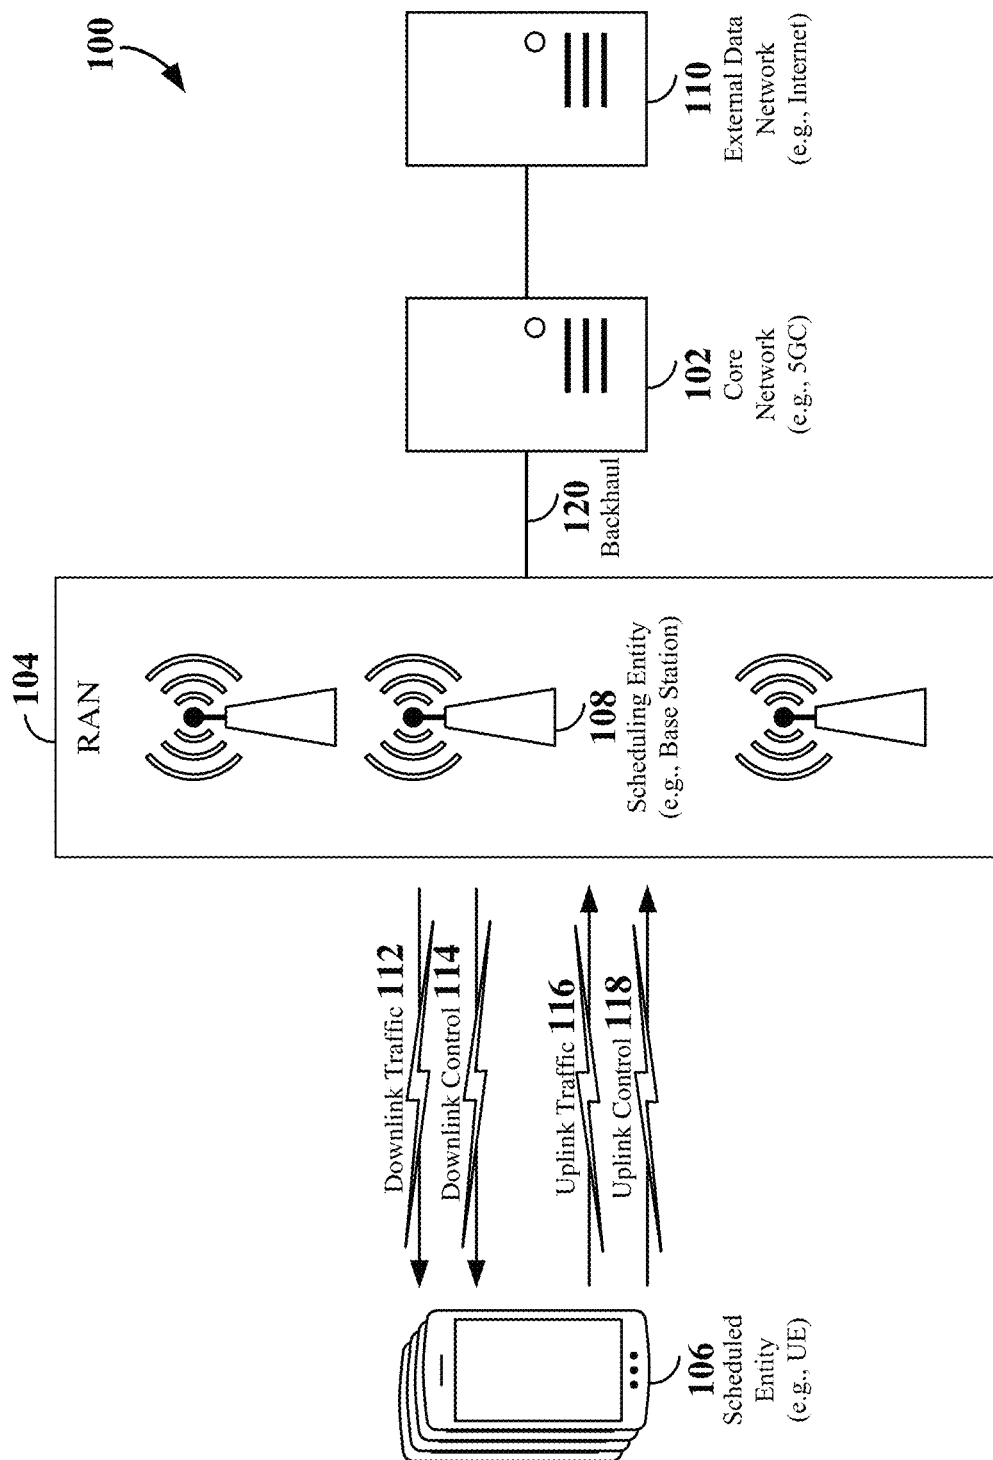 100
104
RAN
108
Scheduling Entity
(e.g., Base Station)
Downlink Traffic 112
Downlink Control 114
Uplink Traffic 116
Uplink Control 118
106
Scheduled
Entity
(e.g., UE)
120
Backhaul
102
Core
Network
(e.g., 5GC)
110
External Data
Network
(e.g., Internet)